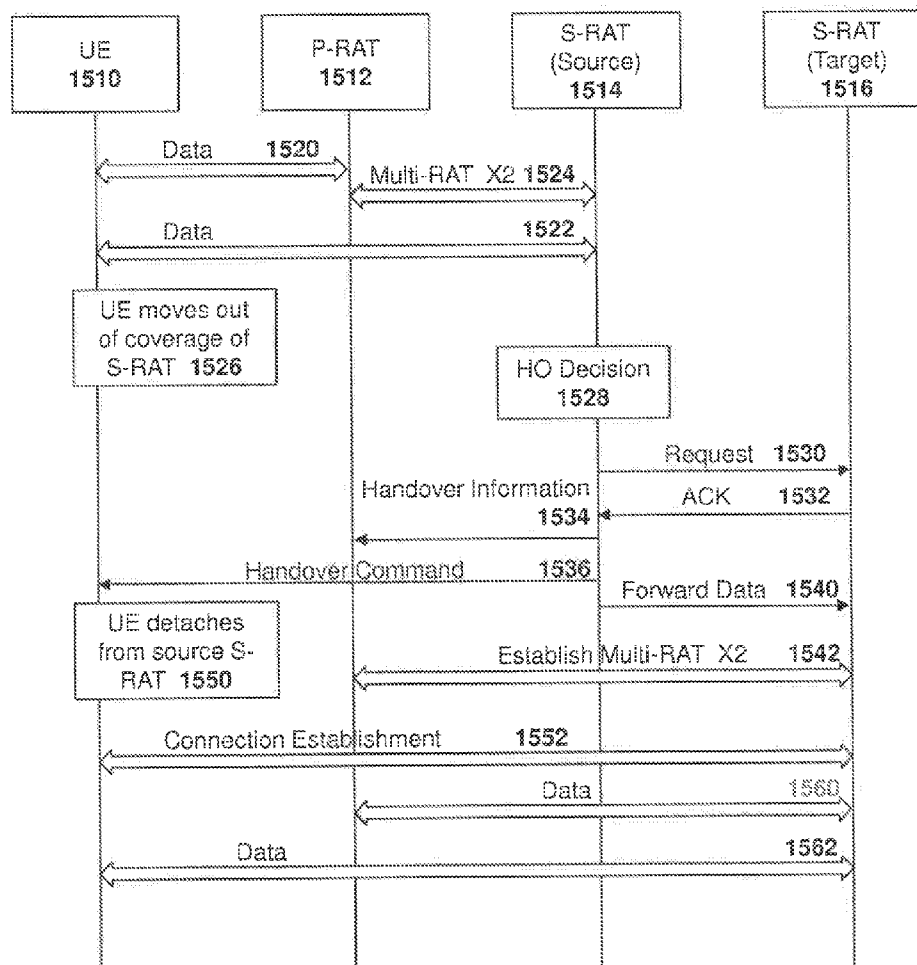 UE
1510
P-RAT
1512
S-RAT
(Source)
1514
S-RAT
(Target)
1516
Data 1520
Multi-RAT X2 1524
Data 1522
UE moves out
of coverage of
S-RAT 1526
HO Decision
1528
Request 1530
ACK 1532
Handover Information
1534
Handover Command 1536
Forward Data 1540
UE detaches
from source S-
RAT 1550
Establish Multi-RAT X2 1542
Connection Establishment 1552
Data 1560
Data 1562